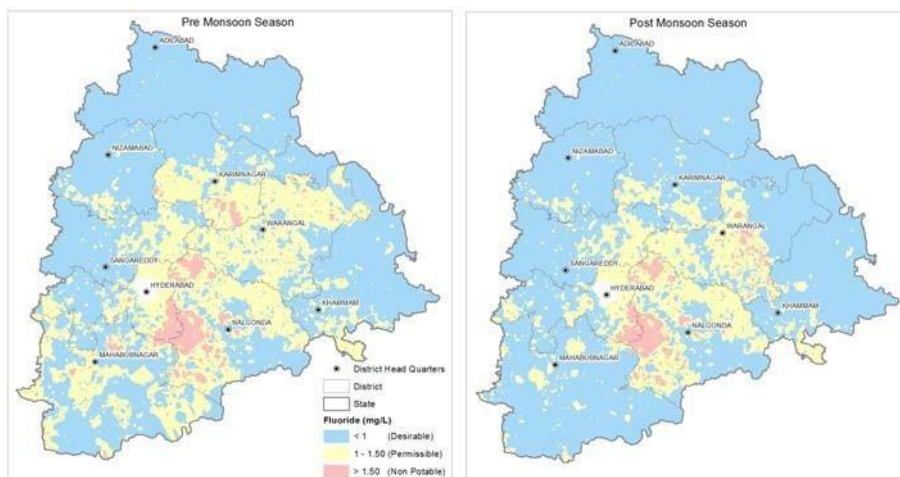 Pre Monsoon Season
ADILABAD
NIZAMABAD
KARIMNAGAR
WARANGAL
SANGAREDDY
HYDERABAD
KHAMMAM
NALGONDA
MAHABUBNAGAR
District Head Quarters
District
State
Fluoride (mg/L)
< 1 (Desirable)
1 - 1.50 (Permissible)
> 1.50 (Non Potable)
Post Monsoon Season
ADILABAD
NIZAMABAD
KARIMNAGAR
WARANGAL
SANGAREDDY
HYDERABAD
KHAMMAM
NALGONDA
MAHABUBNAGAR